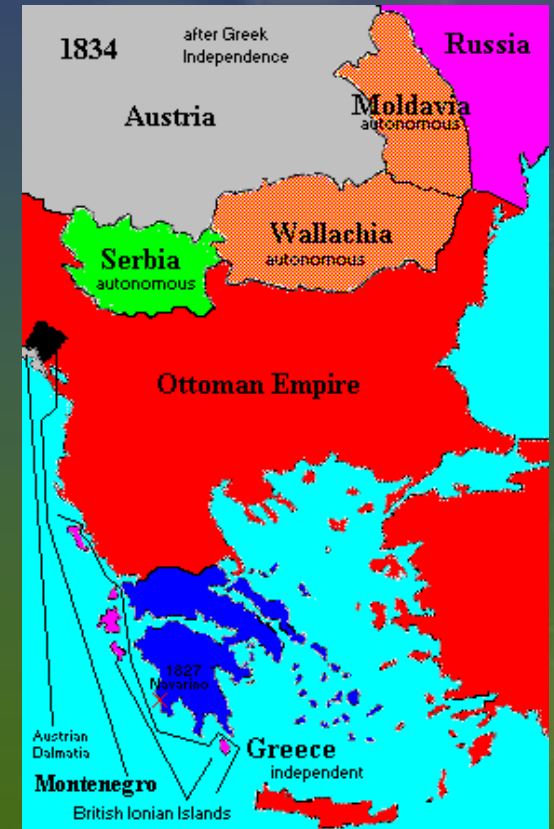 1834
after Greek
Independence
Russia
Austria
Moldavia
autonomous
Wallachia
autonomous
Serbia
autonomous
Ottoman Empire
1827
Navarino
Austrian
Dalmatia
Greece
independent
Montenegro
British Ionian Islands